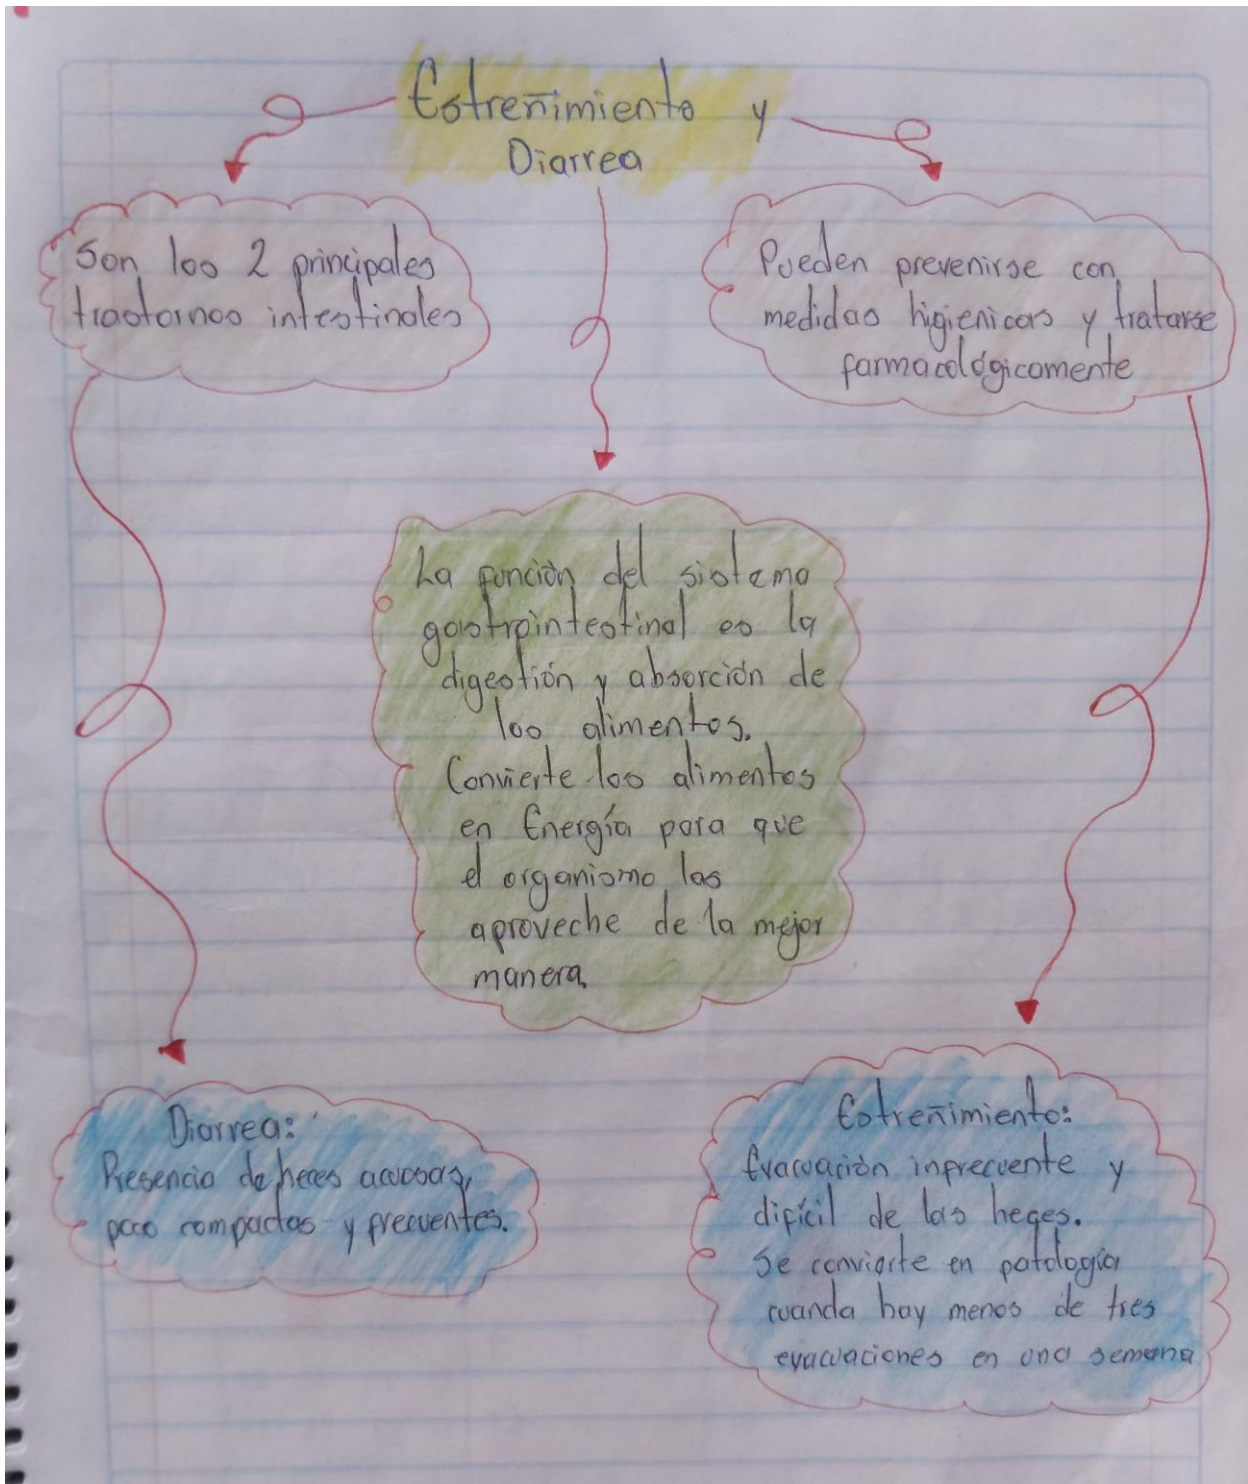 Estreñimiento y
Diarrea
Son los 2 principales
trastornos intestinales
Pueden prevenirse con
medidas higienicas y tratarse
farmacológicamente
La función del sistema
gastrointestinal es la
digestión y absorción de
los alimentos.
Convierte los alimentos
en Energía para que
el organismo las
aproveche de la mejor
manera.
Diarrea:
Presencia de heces acuosas,
poco compactas y frecuentes.
Estreñimiento:
Evacuación infrecuente y
difícil de las heges.
Se convierte en patología
cuanda hay menos de tres
evacuaciones en una semana